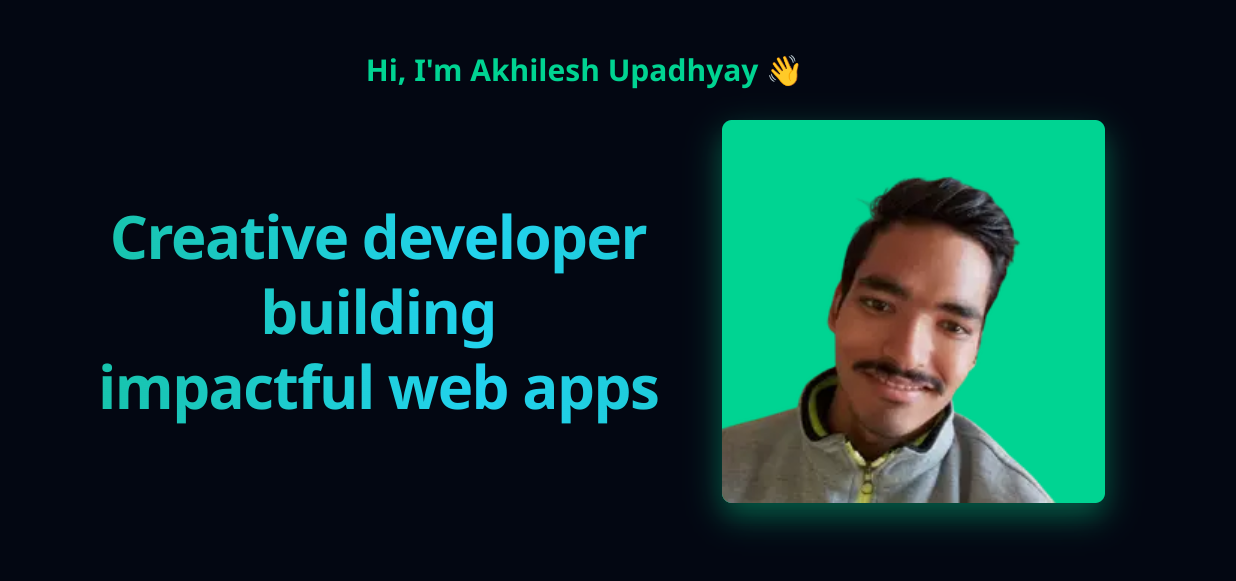 Hi, I'm Akhilesh Upadhyay 👋
Creative developer
building
impactful web apps